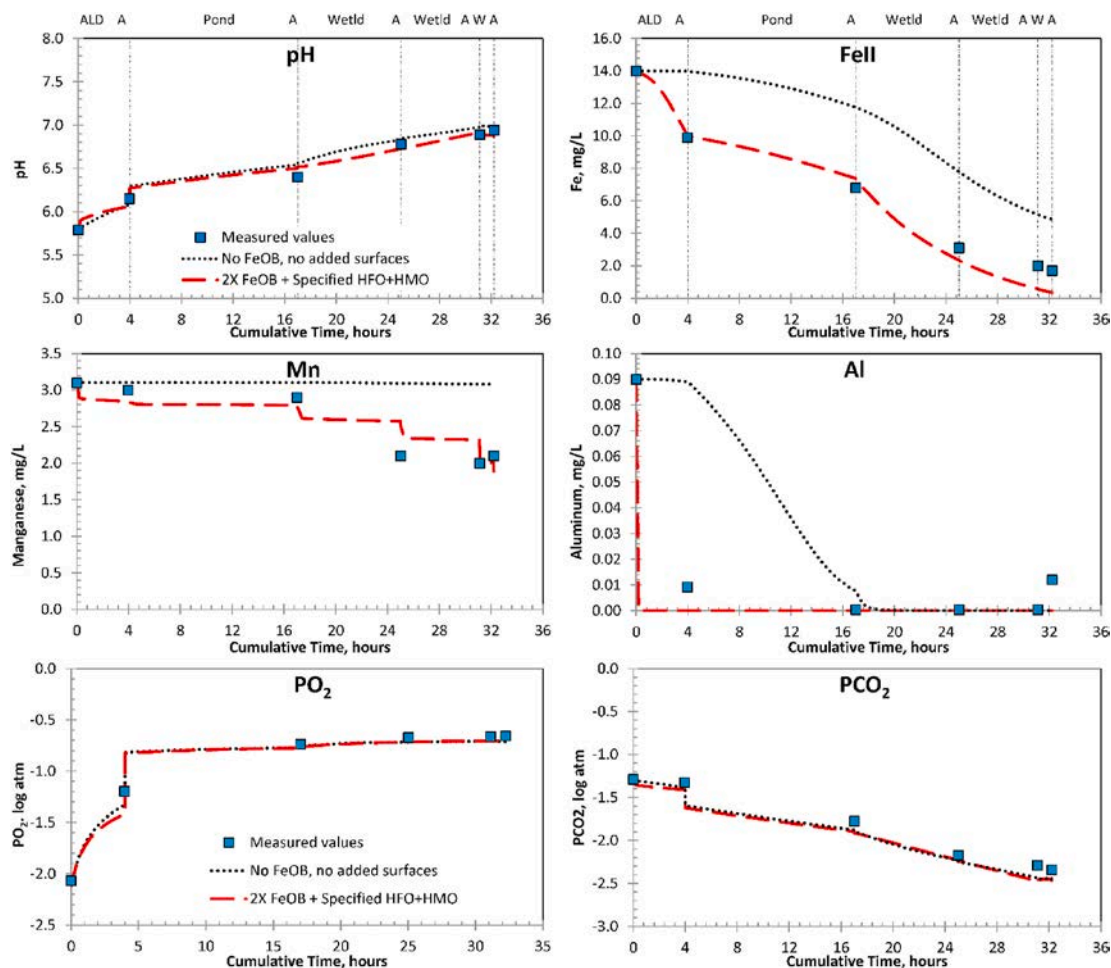 ALD A Pond A Wetld A Wetld A W A
ALD A Pond A Wetld A Wetld A W A
pH
8.0
7.0
6.0
5.5
5.0
pH
Measured values
No FeOB, no added surfaces
2X FeOB + Specified HFO+HMO
0 4 8 12 16 20 24 28 32 36
Cumulative Time, hours
FeII
16.0
14.0
12.0
10.0
8.0
6.0
4.0
2.0
0.0
Fe, mg/L
0 4 8 12 16 20 24 28 32 36
Cumulative Time, hours
Mn
3.5
3.0
2.5
2.0
1.5
1.0
0.5
0.0
Manganese, mg/L
0 4 8 12 16 20 24 28 32 36
Cumulative Time, hours
Al
0.10
0.09
0.08
0.07
0.06
0.05
0.04
0.03
0.02
0.01
0.00
Aluminum, mg/L
0 4 8 12 16 20 24 28 32 36
Cumulative Time, hours
PO₂
0.0
-0.5
-1.0
-1.5
-2.0
-2.5
PO₂, log atm
Measured values
No FeOB, no added surfaces
2X FeOB + Specified HFO+HMO
0 5 10 15 20 25 30 35
Cumulative Time, hours
PCO₂
0.0
-0.5
-1.0
-1.5
-2.0
-2.5
-3.0
PCO2, log atm
0 4 8 12 16 20 24 28 32 36
Cumulative Time, hours